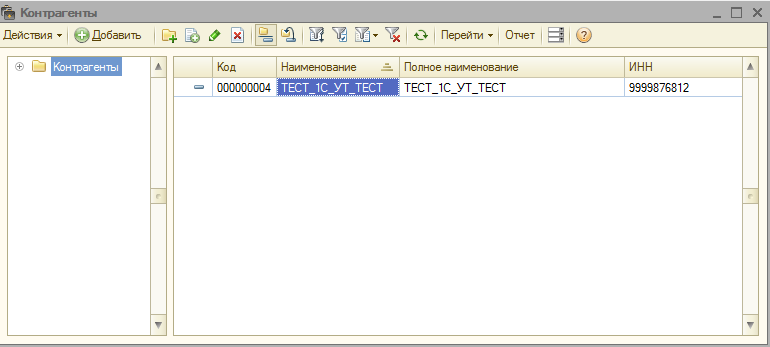 Контрагенты
Действия Добавить Перейти Отчет
Контрагенты
Код Наименование Полное наименование ИНН
000000004 ТЕСТ_1С_УТ_ТЕСТ ТЕСТ_1С_УТ_ТЕСТ 9999876812